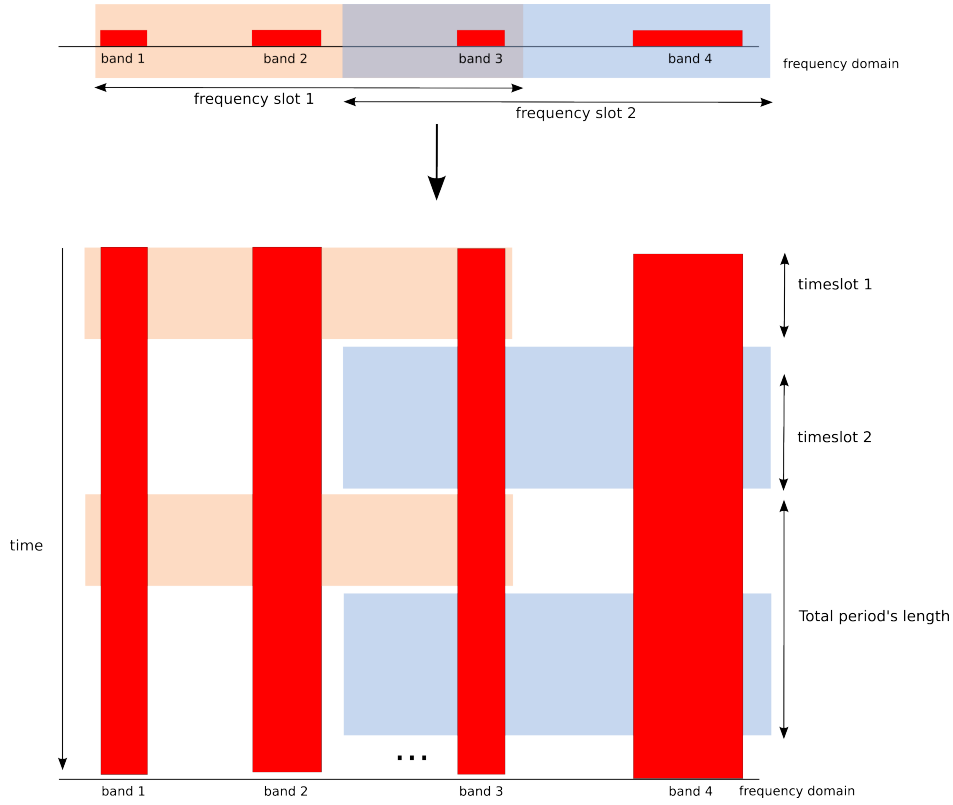 band 1
band 2
band 3
band 4
frequency domain
frequency slot 1
frequency slot 2
timeslot 1
timeslot 2
time
Total period's length
...
band 1
band 2
band 3
band 4
frequency domain